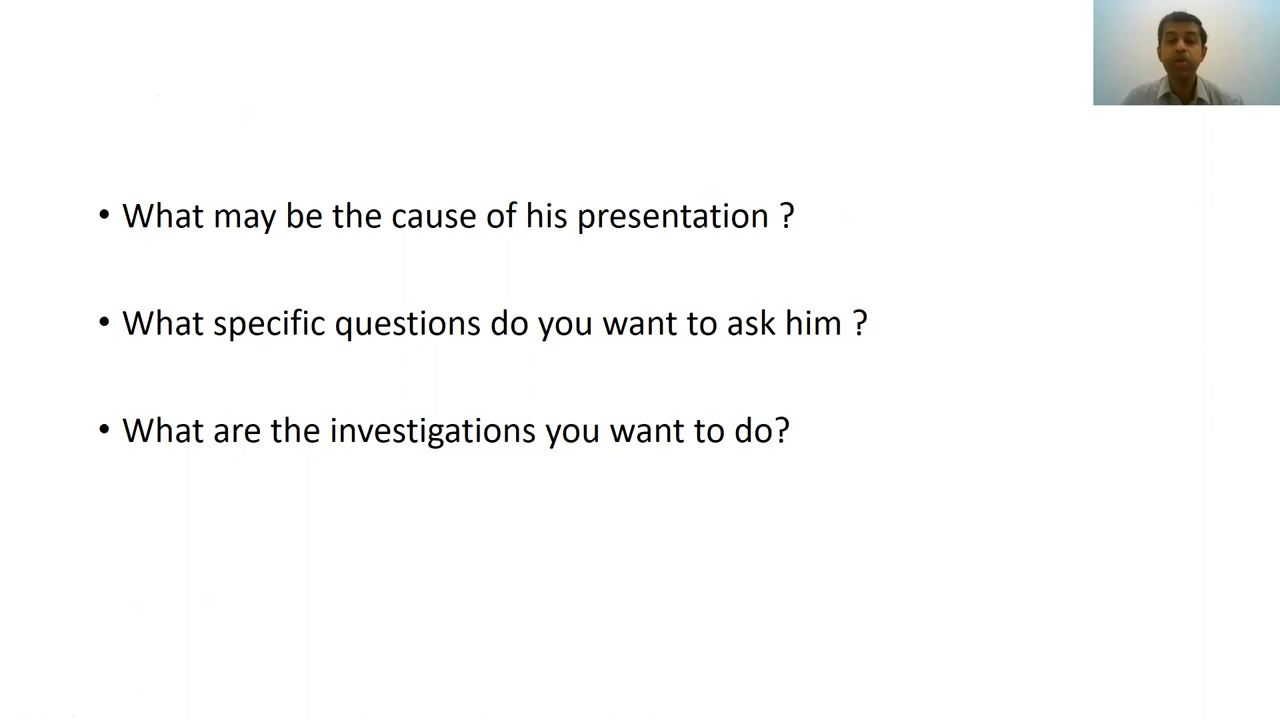 • What may be the cause of his presentation ?
• What specific questions do you want to ask him ?
• What are the investigations you want to do?